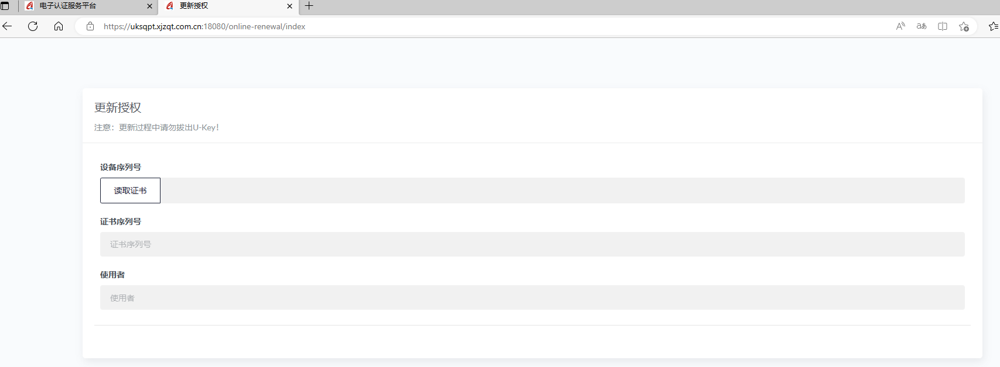 电子认证服务平台
更新授权
https://uksqpt.xjzqt.com.cn:18080/online-renewal/index
更新授权
注意：更新过程中请勿拔出U-Key！
设备序列号
读取证书
证书序列号
证书序列号
使用者
使用者